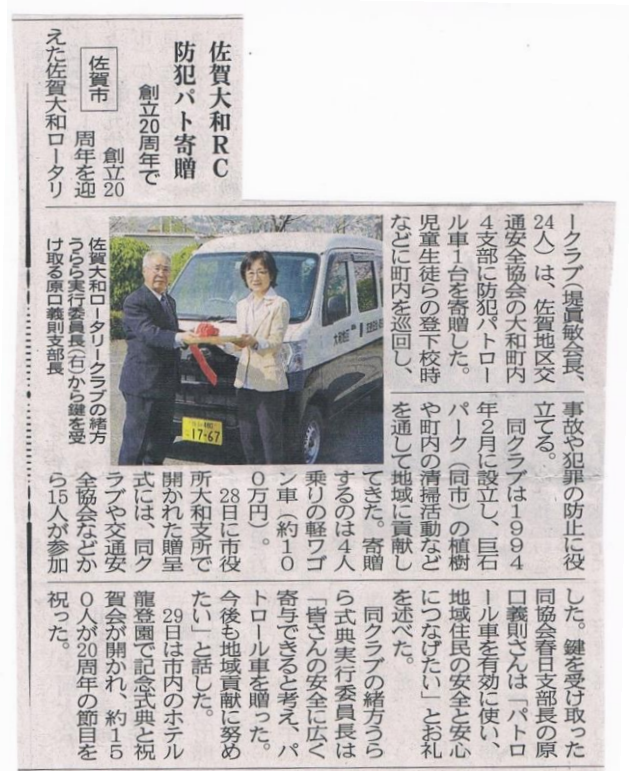 佐賀大和RC
防犯パト寄贈
創立20周年で
佐賀市
創立20
周年を迎
えた佐賀大和ロータリ
ークラブ(堤眞敏会長、
24人)は、佐賀地区交
通安全協会の大和町内
4支部に防犯パトロー
ル車1台を寄贈した。
児童生徒らの登下校時
などに町内を巡回し、
佐賀大和ロータリークラブの緒方
うらら実行委員長(右)から鍵を受
け取る原口義則支部長
大和地区
17-67
事故や犯罪の防止に役
立てる。
同クラブは1994
年2月に設立し、巨石
パーク(同市)の植樹
や町内の清掃活動など
を通して地域に貢献し
てきた。寄贈
するのは4人
乗りの軽ワゴ
ン車(約10
0万円)。
28日に市役
所大和支所で
開かれた贈呈
式には、同ク
ラブや交通安
全協会などか
ら15人が参加
した。鍵を受け取った
同協会春日支部長の原
口義則さんは「パトロ
ール車を有効に使い、
地域住民の安全と安心
につなげたい」とお礼
を述べた。
同クラブの緒方うら
ら式典実行委員長は
「皆さんの安全に広く
寄与できると考え、パ
トロール車を贈った。
今後も地域貢献に努め
たい」と話した。
29日は市内のホテル
龍登園で記念式典と祝
賀会が開かれ、約15
0人が20周年の節目を
祝った。